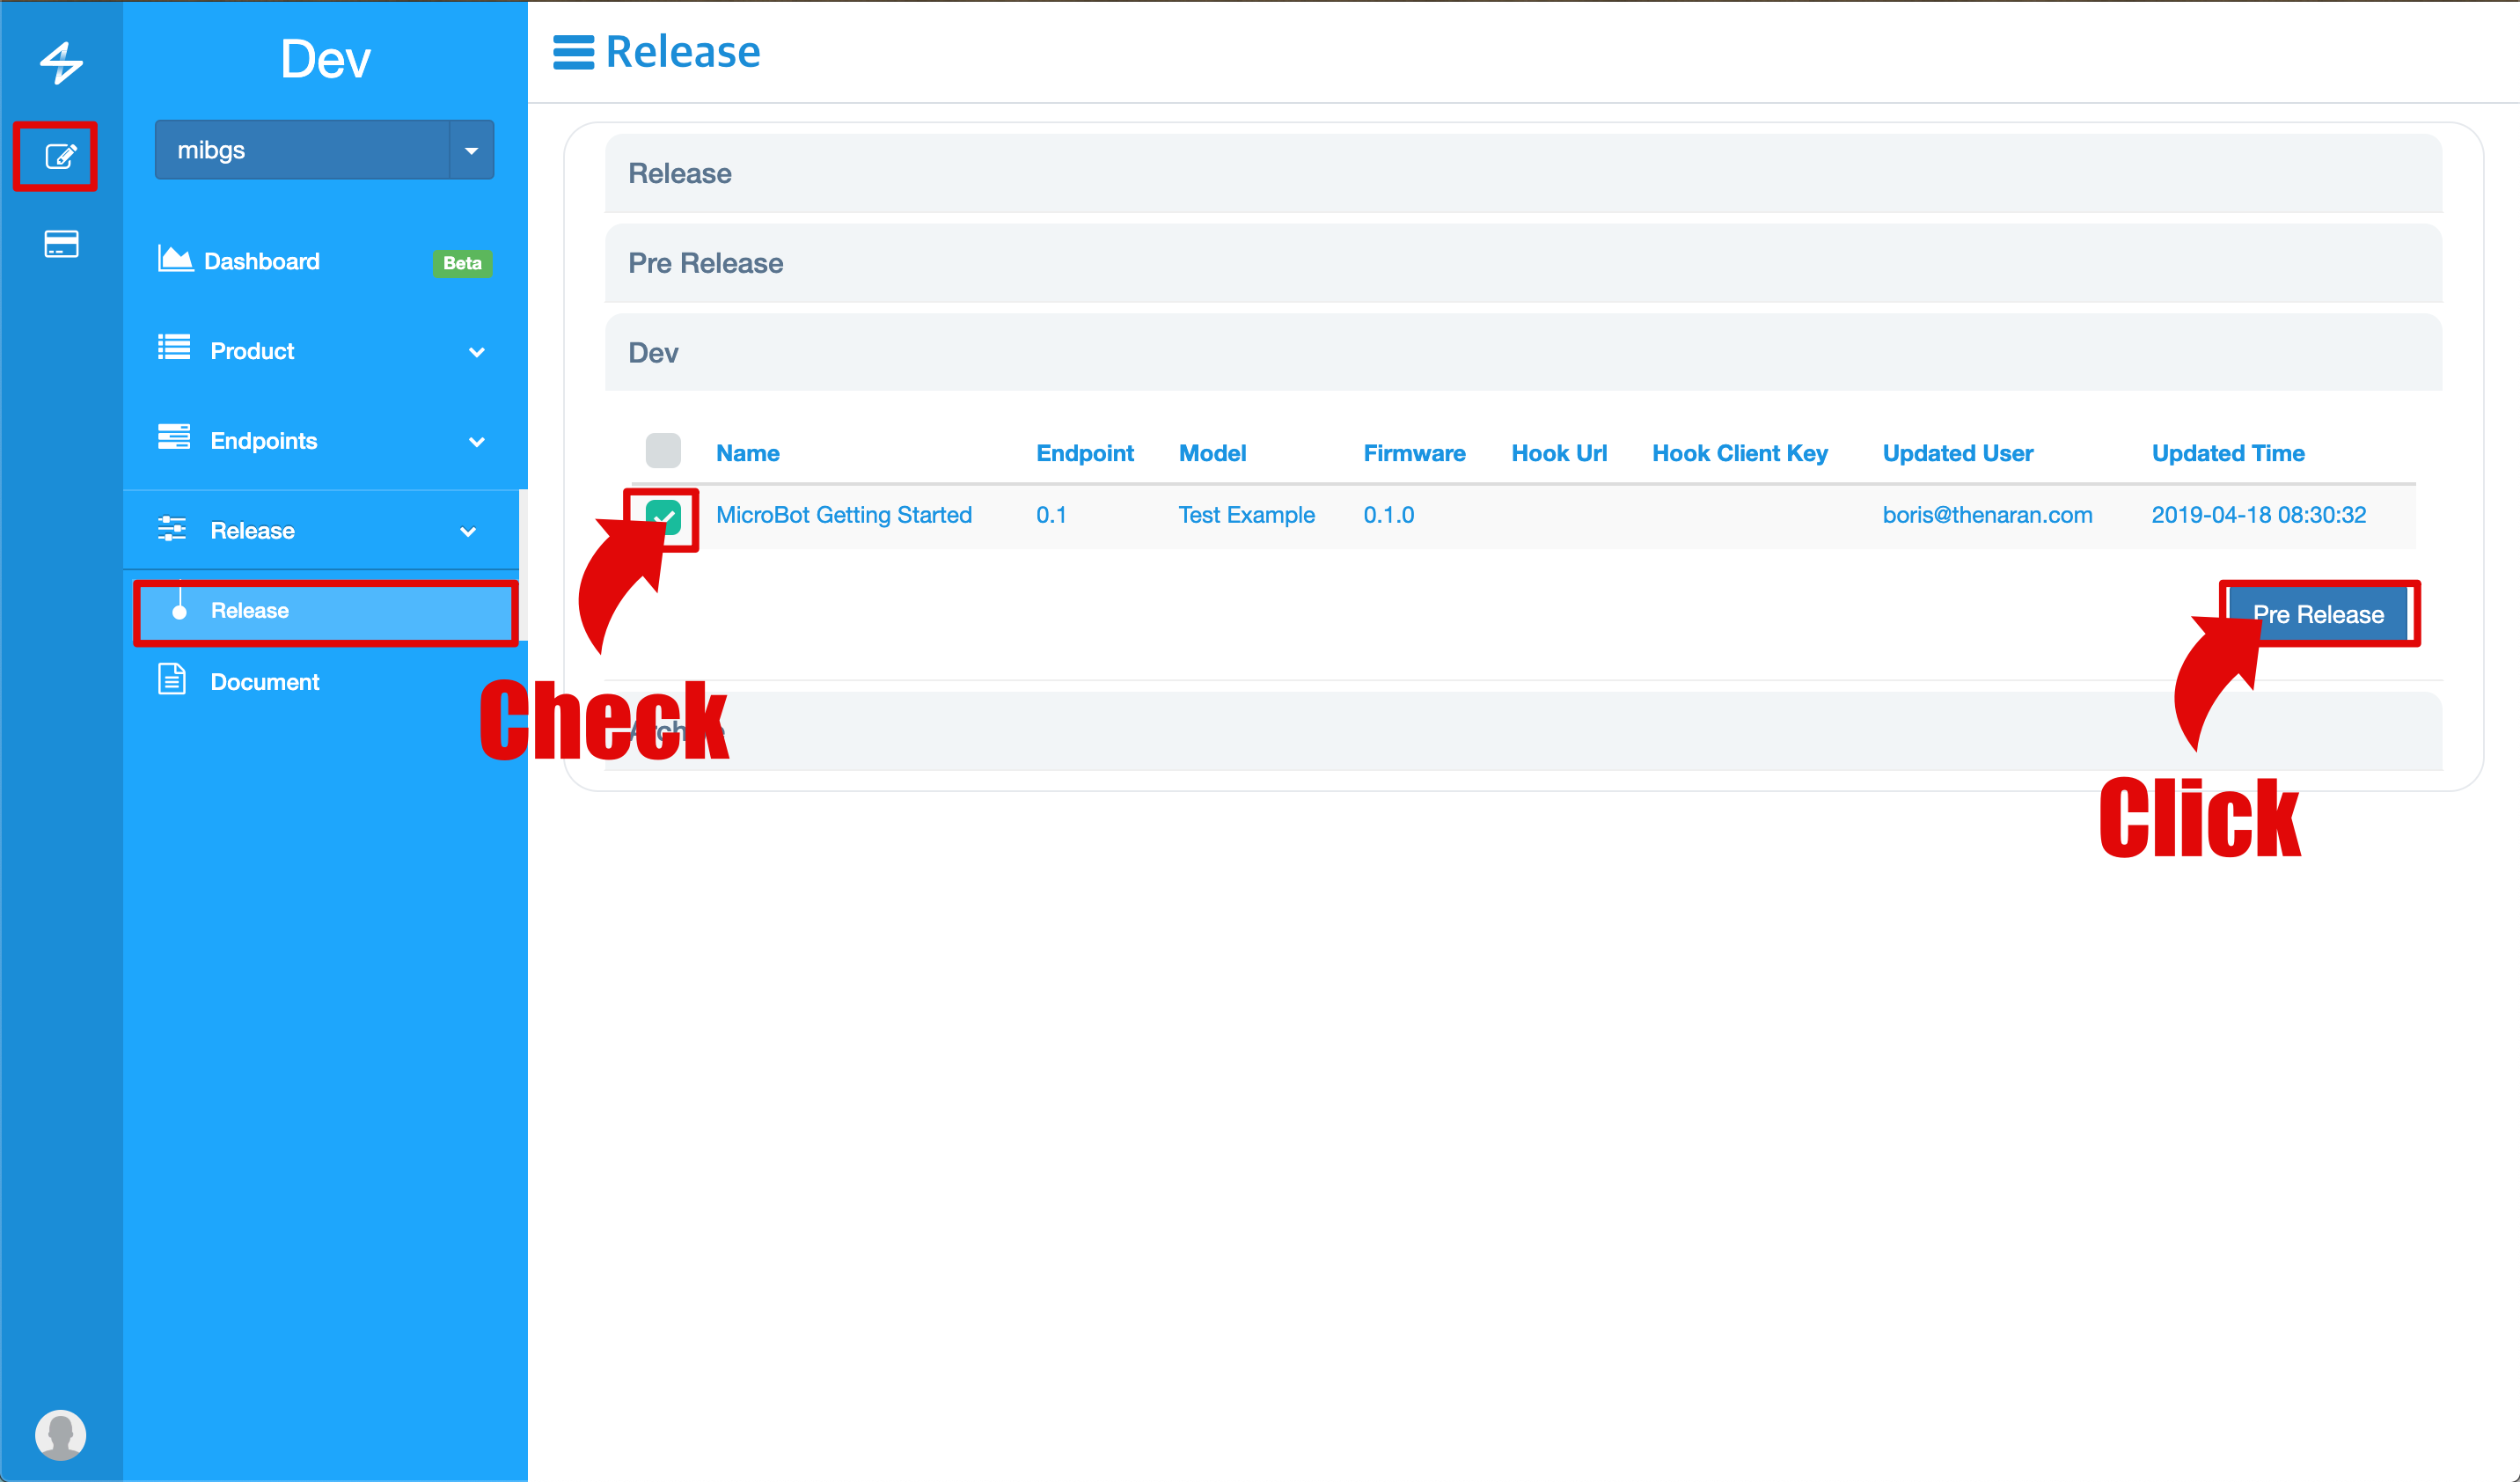 Dev
mibgs
Dashboard Beta
Product
Endpoints
Release
Release
Document
Release
Release
Pre Release
Dev
Name Endpoint Model Firmware Hook Url Hook Client Key Updated User Updated Time
MicroBot Getting Started 0.1 Test Example 0.1.0 boris@thenaran.com 2019-04-18 08:30:32
Pre Release
Check
Click